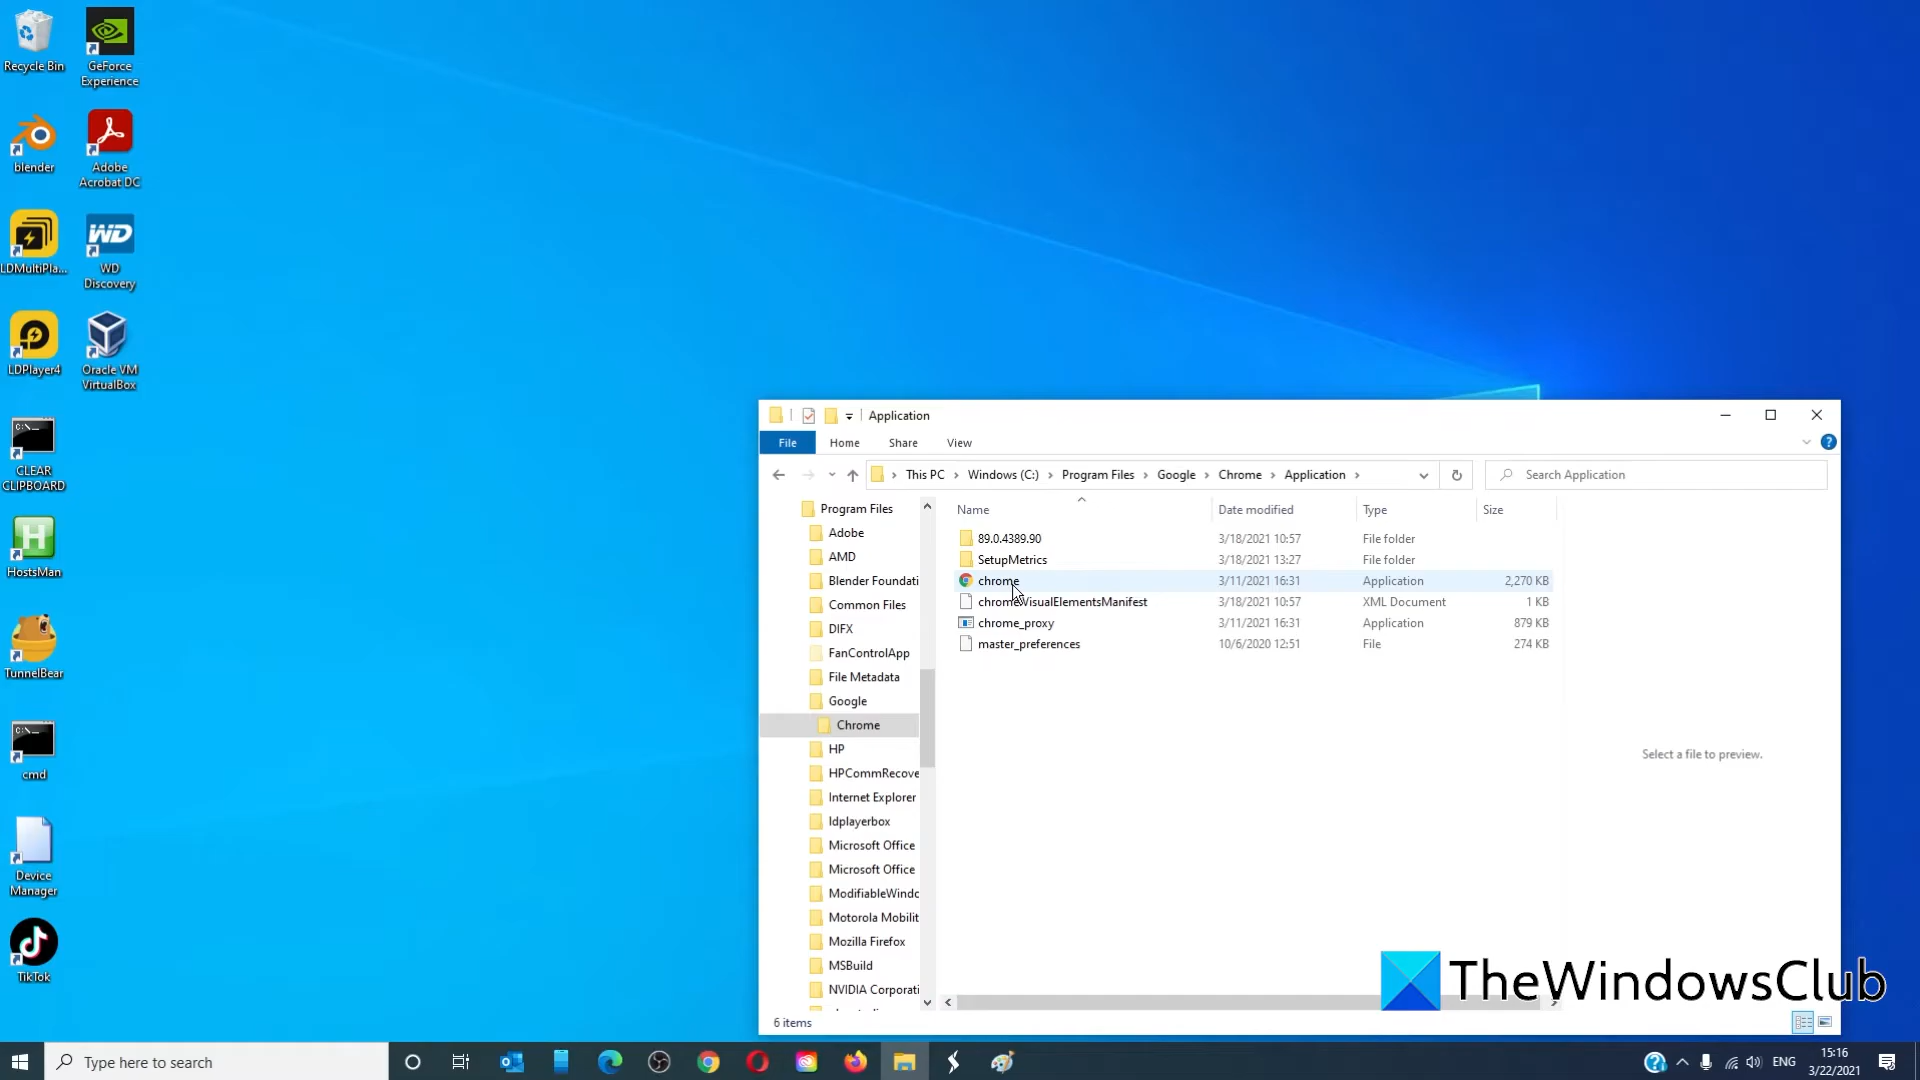 Recycle Bin
GeForce
Experience
blender
Adobe
Acrobat DC
LDMultiPla...
WD
WD
Discovery
LDPlayer4
Oracle VM
VirtualBox
C:\_
CLEAR
CLIPBOARD
H
HostsMan
TunnelBear
C:\_
cmd
Device
Manager
TikTok
Application
File Home Share View
This PC > Windows (C:) > Program Files > Google > Chrome > Application >
Search Application
Program Files
Adobe
AMD
Blender Foundati
Common Files
DIFX
FanControlApp
File Metadata
Google
Chrome
HP
HPCommRecove
Internet Explorer
ldplayerbox
Microsoft Office
Microsoft Office
ModifiableWindo
Motorola Mobilit
Mozilla Firefox
MSBuild
NVIDIA Corporati
Name Date modified Type Size
89.0.4389.90 3/18/2021 10:57 File folder
SetupMetrics 3/18/2021 13:27 File folder
chrome 3/11/2021 16:31 Application 2,270 KB
chrome.VisualElementsManifest 3/18/2021 10:57 XML Document 1 KB
chrome_proxy 3/11/2021 16:31 Application 879 KB
master_preferences 10/6/2020 12:51 File 274 KB
Select a file to preview.
TheWindowsClub
6 items
Type here to search
ENG
15:16
3/22/2021